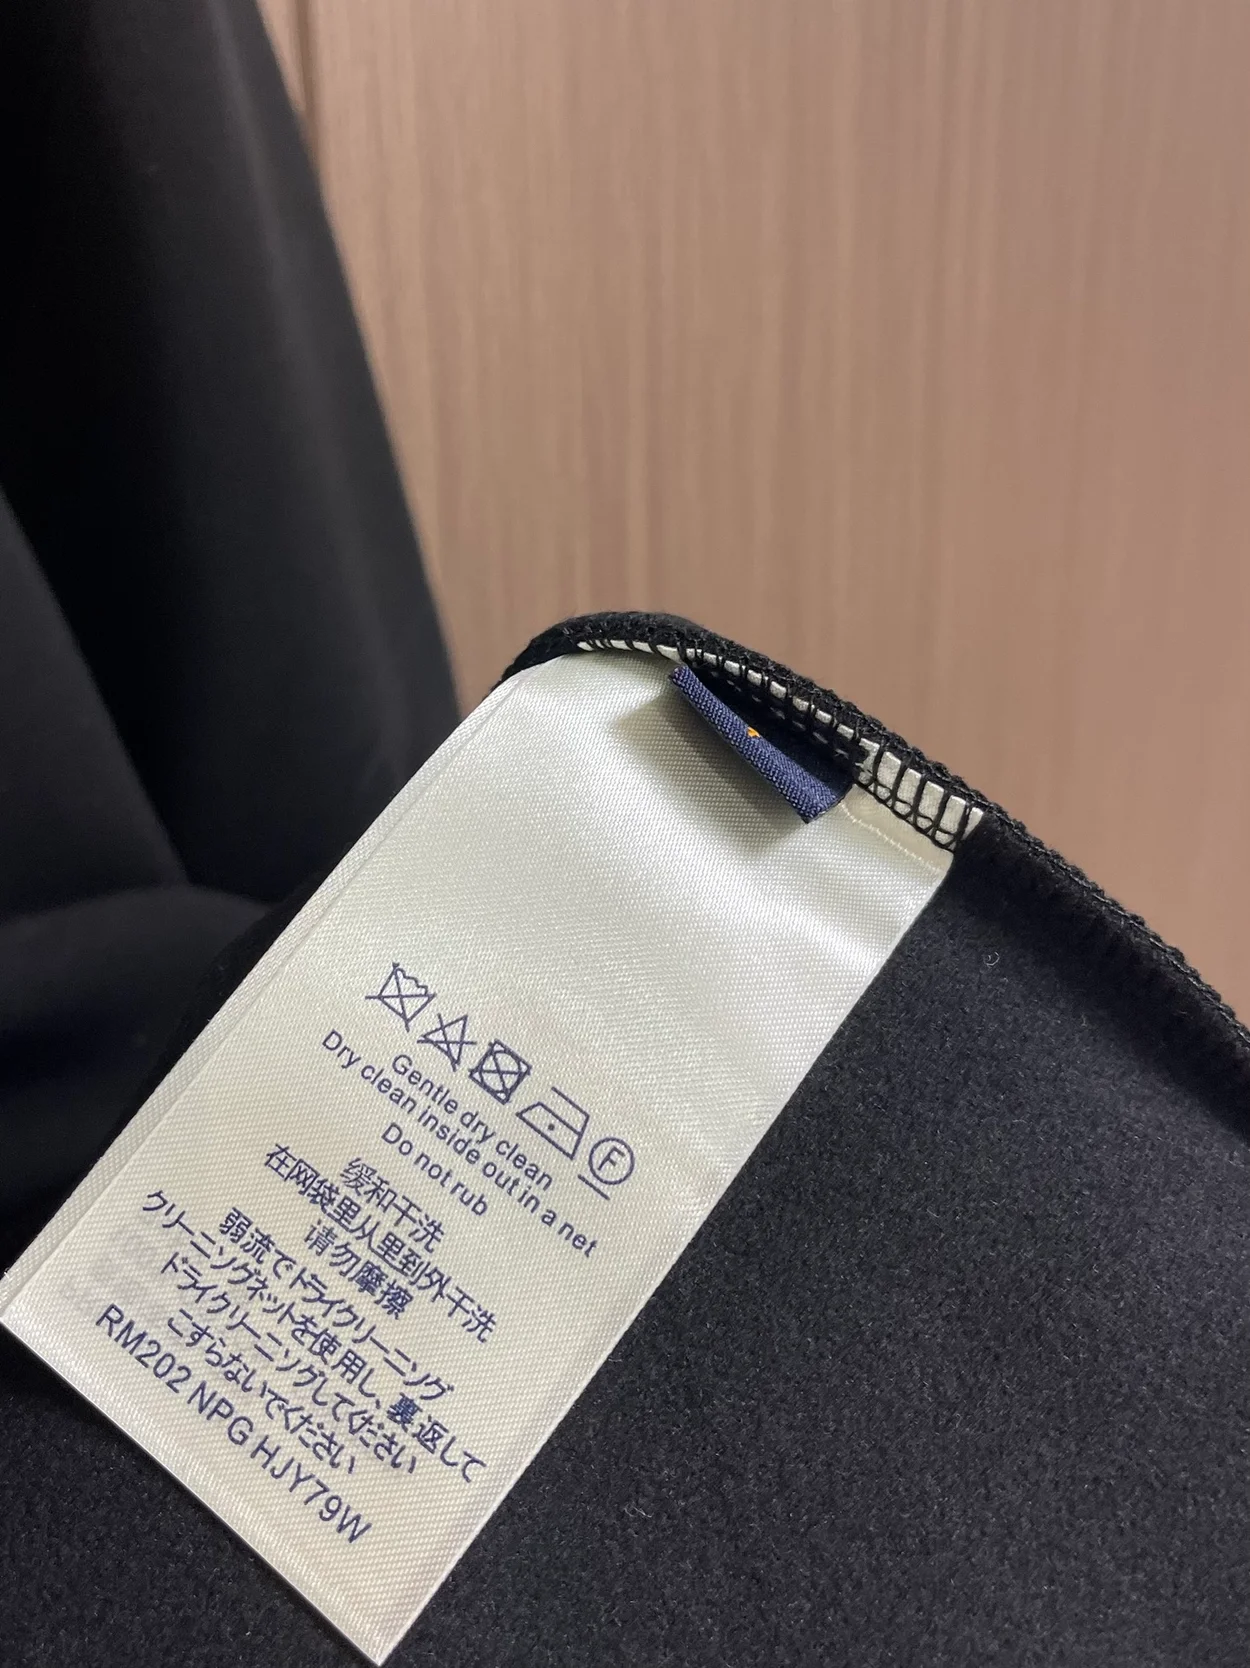 F
Gentle dry clean
Dry clean inside out in a net
Do not rub
缓和干洗
在网袋里从里到外干洗
请勿摩擦
弱流でドライクリーニング
クリーニングネットを使用し、裏返して
ドライクリーニングしてください
こすらないでください
RM202 NPG HJY79W